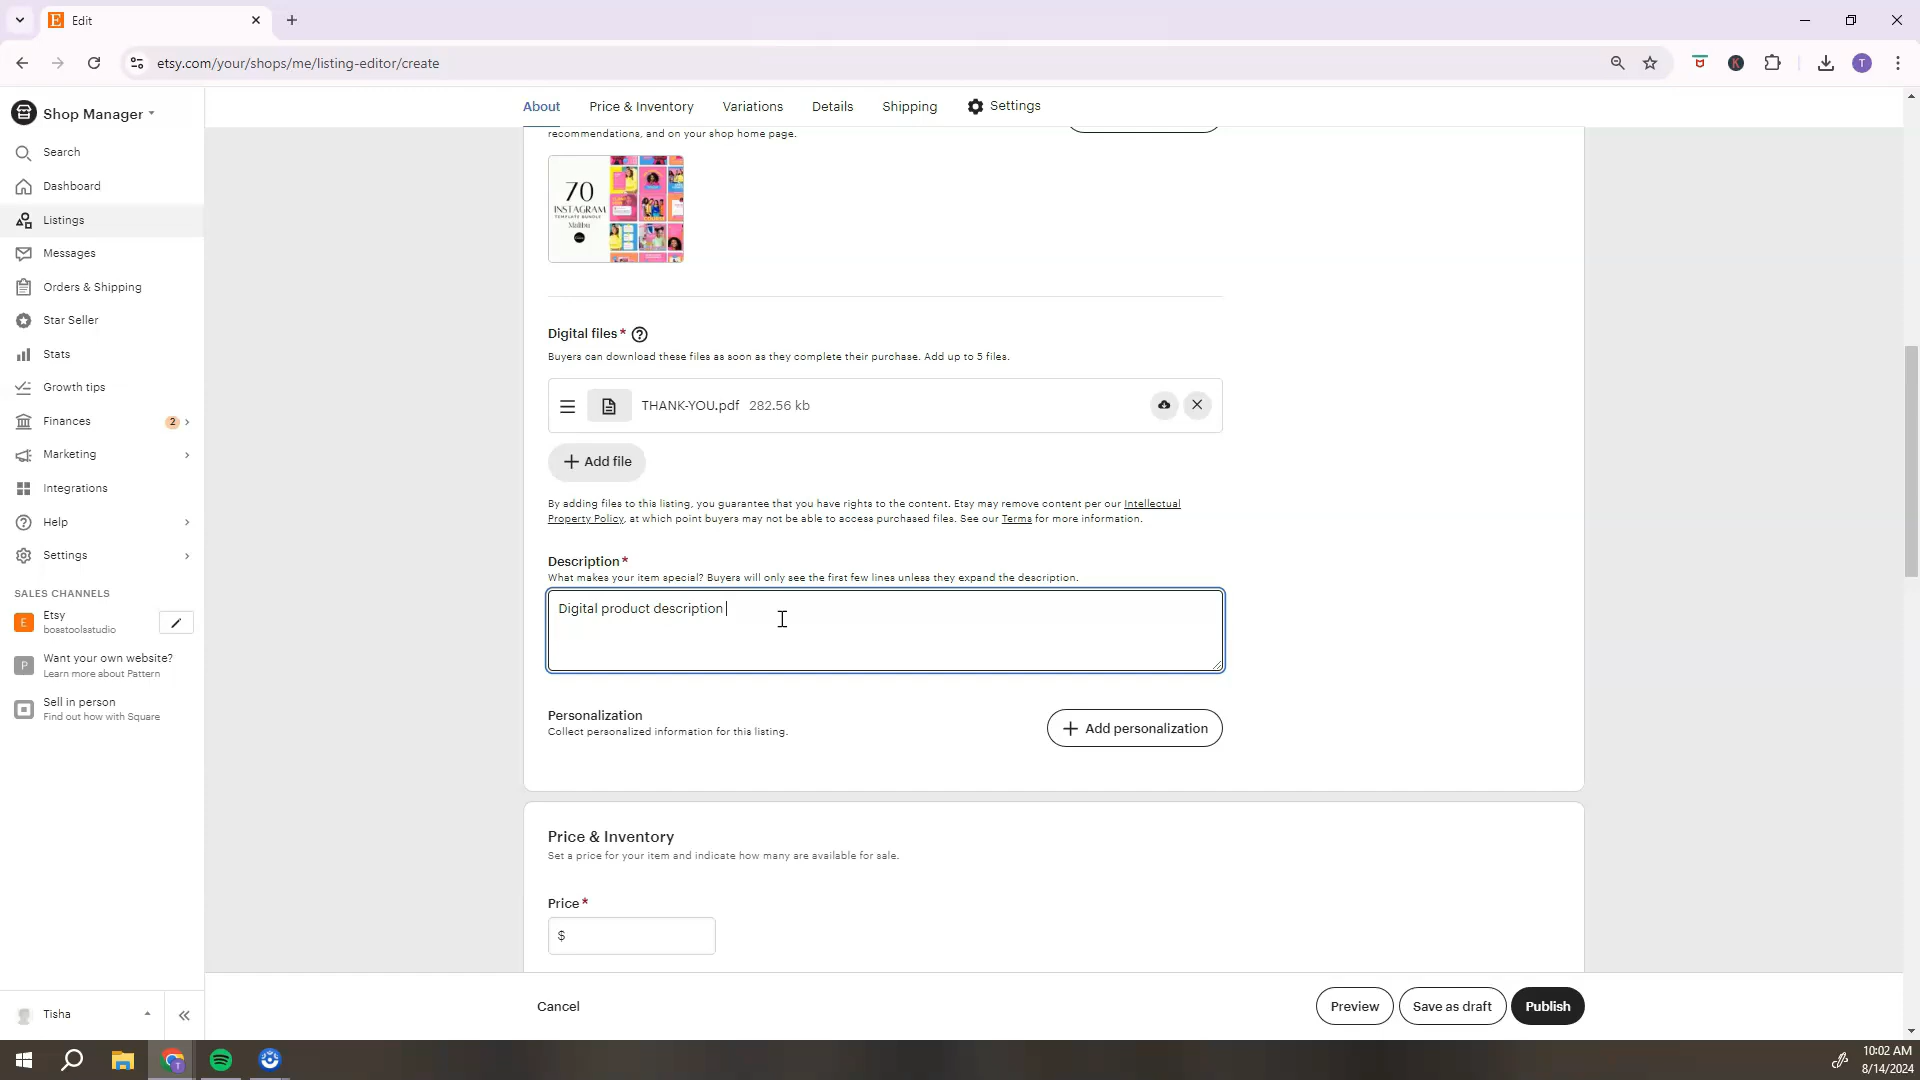 Edit
etsy.com/your/shops/me/listing-editor/create
T
Shop Manager
Search
Dashboard
Listings
Messages
Orders & Shipping
Star Seller
Stats
Growth tips
Finances 2
Marketing
Integrations
Help
Settings
SALES CHANNELS
E
Etsy
bosstoolsstudio
P
Want your own website?
Learn more about Pattern
Sell in person
Find out how with Square
Tisha
About Price & Inventory Variations Details Shipping Settings
recommendations, and on your shop home page.
70
INSTAGRAM
TEMPLATE BUNDLE
Malibu
Digital files *
Buyers can download these files as soon as they complete their purchase. Add up to 5 files.
THANK-YOU.pdf 282.56 kb
Add file
By adding files to this listing, you guarantee that you have rights to the content. Etsy may remove content per our Intellectual
Property Policy, at which point buyers may not be able to access purchased files. See our Terms for more information.
Description *
What makes your item special? Buyers will only see the first few lines unless they expand the description.
Digital product description
Personalization
Collect personalized information for this listing.
Add personalization
Price & Inventory
Set a price for your item and indicate how many are available for sale.
Price *
$
Cancel
Preview
Save as draft
Publish
10:02 AM
8/14/2024